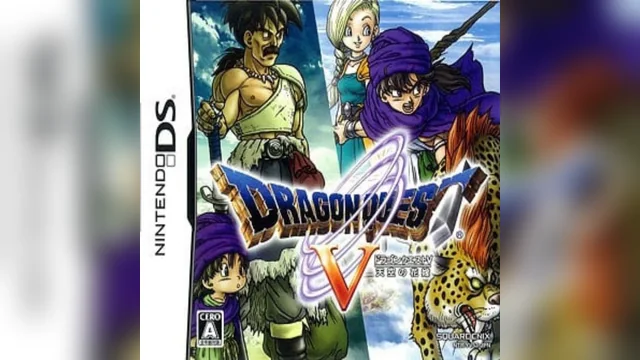 NINTENDO DS
DRAGON QUEST
V
ドラゴンクエストV
天空の花嫁
CERO
A
SQUARE ENIX